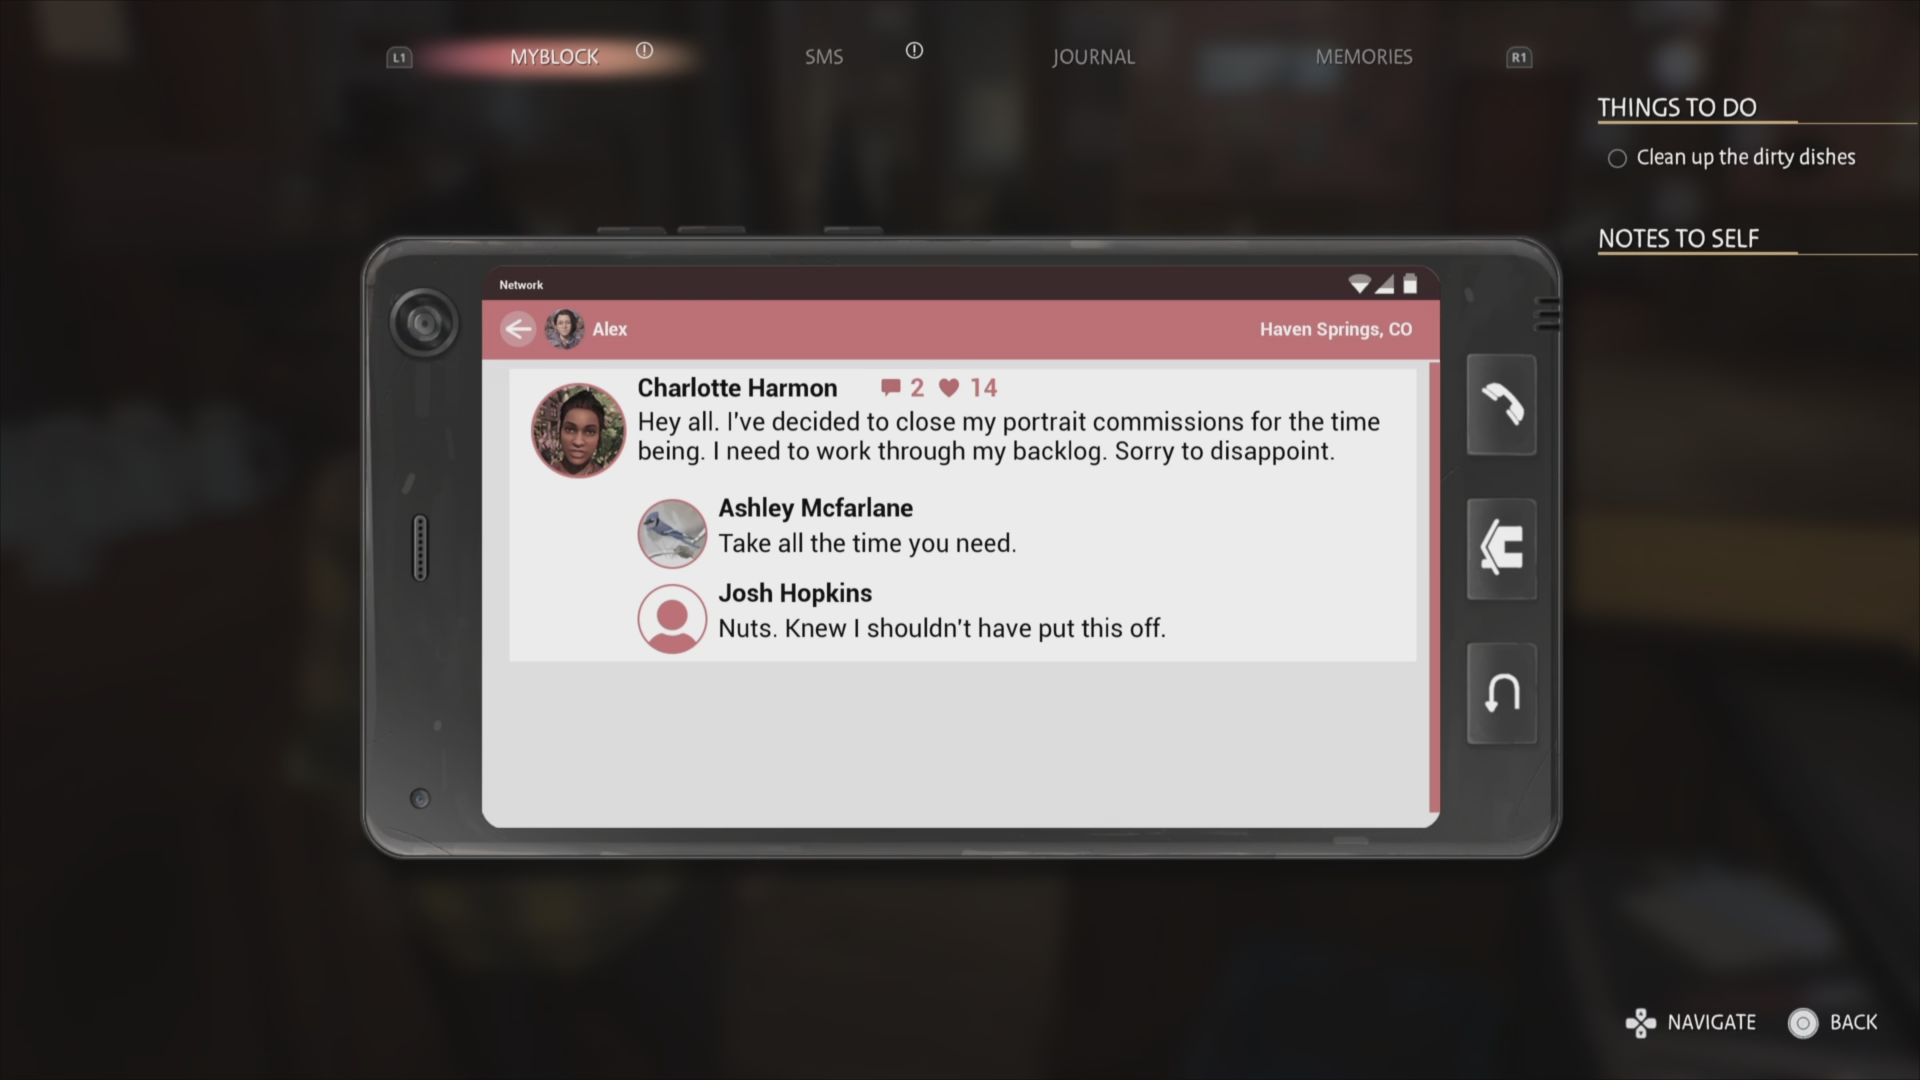 L1
MYBLOCK
SMS
JOURNAL
MEMORIES
R1
THINGS TO DO
Clean up the dirty dishes
NOTES TO SELF
Network
Alex
Haven Springs, CO
Charlotte Harmon 2 14
Hey all. I've decided to close my portrait commissions for the time
being. I need to work through my backlog. Sorry to disappoint.
Ashley Mcfarlane
Take all the time you need.
Josh Hopkins
Nuts. Knew I shouldn't have put this off.
NAVIGATE
BACK